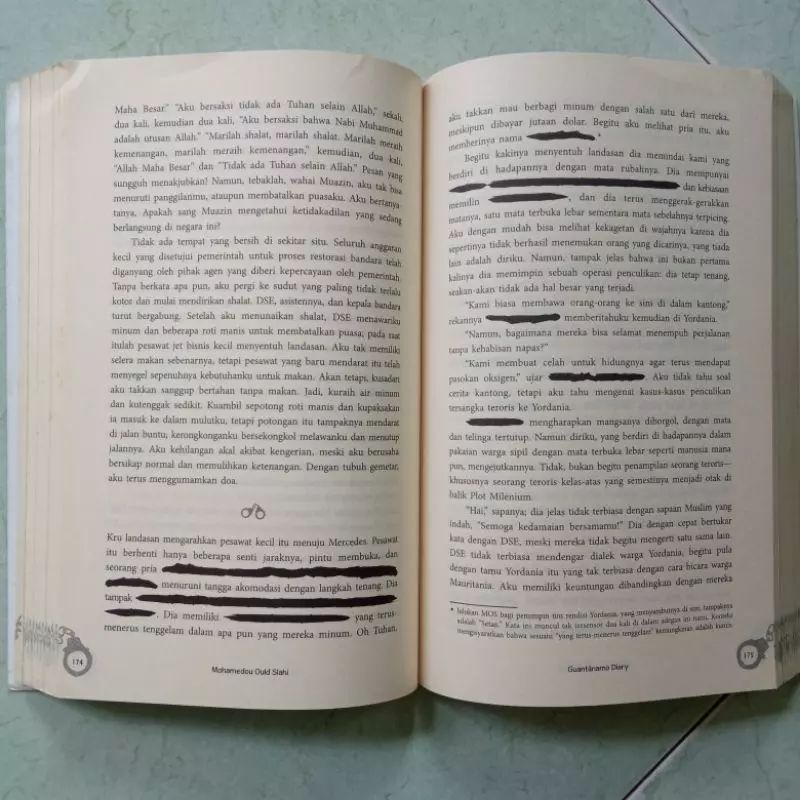 Maha Besar." "Aku bersaksi tidak ada Tuhan selain Allah," sekali,
dua kali, kemudian dua kali, "Aku bersaksi bahwa Nabi Muhammad
adalah utusan Allah." "Marilah shalat, marilah shalat. Marilah meraih
kemenangan, marilah meraih kemenangan," kemudian, dua kali,
"Allah Maha Besar" dan "Tidak ada Tuhan selain Allah." Pesan yang
sungguh menakjubkan! Namun, tebaklah, wahai Muazin, aku tak bisa
menuruti panggilanmu, ataupun membatalkan puasaku. Aku bertanya-
tanya, Apakah sang Muazin mengetahui ketidakadilan yang sedang
berlangsung di negara ini?
Tidak ada tempat yang bersih di sekitar situ. Seluruh anggaran
kecil yang disetujui pemerintah untuk proses restorasi bandara telah
diganyang oleh pihak agen yang diberi kepercayaan oleh pemerintah.
Tanpa berkata apa pun, aku pergi ke sudut yang paling tidak terlalu
kotor dan mulai mendirikan shalat. DSE, asistennya, dan kepala bandara
turut bergabung. Setelah aku menunaikan shalat, DSE menawariku
minum dan beberapa roti manis untuk membatalkan puasa; pada saat
itulah pesawat jet bisnis kecil menyentuh landasan. Aku tak memiliki
selera makan sebenarnya, tetapi pesawat yang baru mendarat itu telah
menyegel sepenuhnya kebutuhanku untuk makan. Akan tetapi, kusadari
aku takkan sanggup bertahan tanpa makan. Jadi, kuraih air minum
dan kutenggak sedikit. Kuambil sepotong roti manis dan kupaksakan
ia masuk ke dalam mulutku, tetapi potongan itu tampaknya mendarat
di jalan buntu, kerongkonganku bersekongkol melawanku dan menutup
jalannya. Aku kehilangan akal akibat kengerian, meski aku berusaha
bersikap normal dan memulihkan ketenangan. Dengan tubuh gemetar,
aku terus menggumamkan doa.
Kru landasan mengarahkan pesawat kecil itu menuju Mercedes. Pesawat
itu berhenti hanya beberapa senti jaraknya, pintu membuka, dan
seorang pria
menuruni tangga akomodasi dengan langkah tenang. Dia
tampak
. Dia memiliki yang terus-
menerus tenggelam dalam apa pun yang mereka minum. Oh Tuhan,
174
Mohamedou Ould Slahi
aku takkan mau berbagi minum dengan salah satu dari mereka,
meskipun dibayar jutaan dolar. Begitu aku melihat pria itu, aku
memberinya nama .*
Begitu kakinya menyentuh landasan dia memindai kami yang
berdiri di hadapannya dengan mata rubahnya. Dia mempunyai
dan kebiasaan
memilin , dan dia terus menggerak-gerakkan
matanya, satu mata terbuka lebar sementara mata sebelahnya terpicing.
Aku dengan mudah bisa melihat kekagetan di wajahnya karena dia
sepertinya tidak berhasil menemukan orang yang dicarinya, yang tiada
lain adalah diriku. Namun, tampak jelas bahwa ini bukan pertama
kalinya dia memimpin sebuah operasi penculikan: dia tetap tenang,
seakan-akan tidak ada hal besar yang terjadi.
"Kami biasa membawa orang-orang ke sini di dalam kantong,"
rekannya memberitahuku kemudian di Yordania.
"Namun, bagaimana mereka bisa selamat menempuh perjalanan
tanpa kehabisan napas?"
"Kami membuat celah untuk hidungnya agar terus mendapat
pasokan oksigen," ujar . Aku tidak tahu soal
cerita kantong, tetapi aku tahu mengenai kasus-kasus penculikan
tersangka teroris ke Yordania.
mengharapkan mangsanya diborgol, dengan mata
dan telinga tertutup. Namun diriku, yang berdiri di hadapannya dalam
pakaian warga sipil dengan mata terbuka lebar seperti manusia mana
pun, mengejutkannya. Tidak, bukan begitu penampilan seorang teroris—
khususnya seorang teroris kelas-atas yang semestinya menjadi otak di
balik Plot Milenium.
"Hai," sapanya; dia jelas tidak terbiasa dengan sapaan Muslim yang
indah, "Semoga kedamaian bersamamu!" Dia dengan cepat bertukar
kata dengan DSE, meski mereka tidak begitu mengerti satu sama lain.
DSE tidak terbiasa mendengar dialek warga Yordania, begitu pula
dengan tamu Yordania itu yang tak terbiasa dengan cara bicara warga
Mauritania. Aku memiliki keuntungan dibandingkan dengan mereka
* Julukan MOS bagi pemimpin tim rendisi Yordania, yang menyambutnya di sini, tampaknya
adalah "Setan." Kata ini muncul tak tersensor dua kali di dalam adegan ini nanti. Konteks
mengisyaratkan bahwa sesuatu "yang terus-menerus tenggelam" kemungkinan adalah kumis.
175
Guantánamo Diary